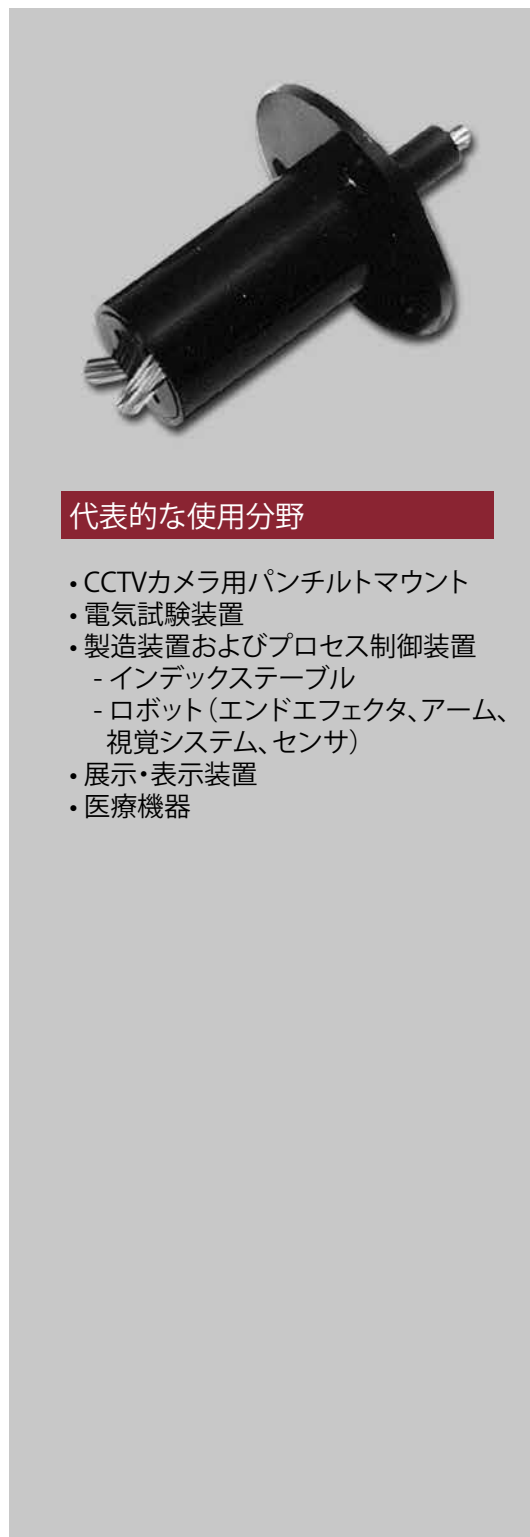 代表的な使用分野
• CCTVカメラ用パンチルトマウント
• 電気試験装置
• 製造装置およびプロセス制御装置
- インデックステーブル
- ロボット（エンドエフェクタ、アーム、
視覚システム、センサ）
• 展示・表示装置
• 医療機器